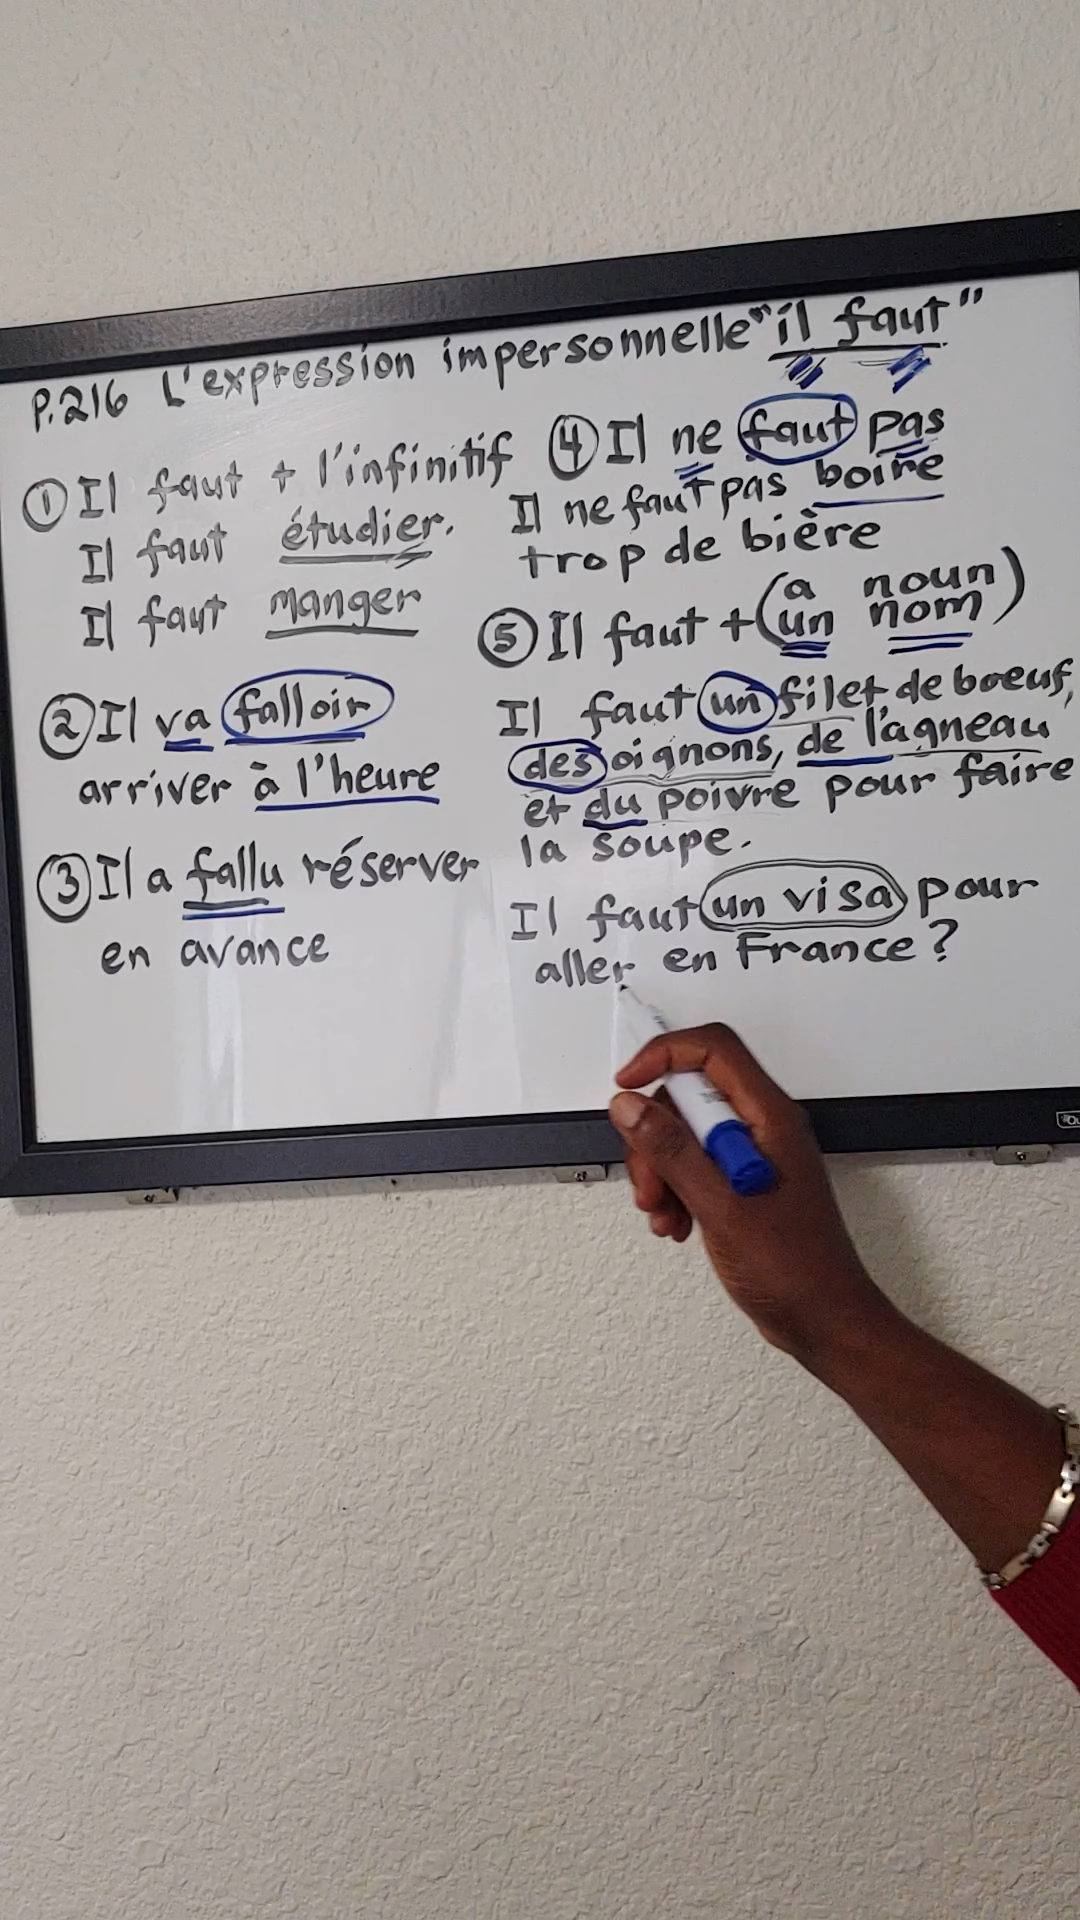 P.216 L'expression impersonnelle "il faut"
① Il faut + l'infinitif
Il faut étudier.
Il faut manger
② Il va falloir
arriver à l'heure
③ Il a fallu réserver
en avance
④ Il ne faut pas
Il ne faut pas boire
trop de bière
⑤ Il faut + (a noun
un nom)
Il faut un filet de boeuf,
des oignons, de l'agneau
et du poivre pour faire
la soupe.
Il faut un visa pour
aller en France?